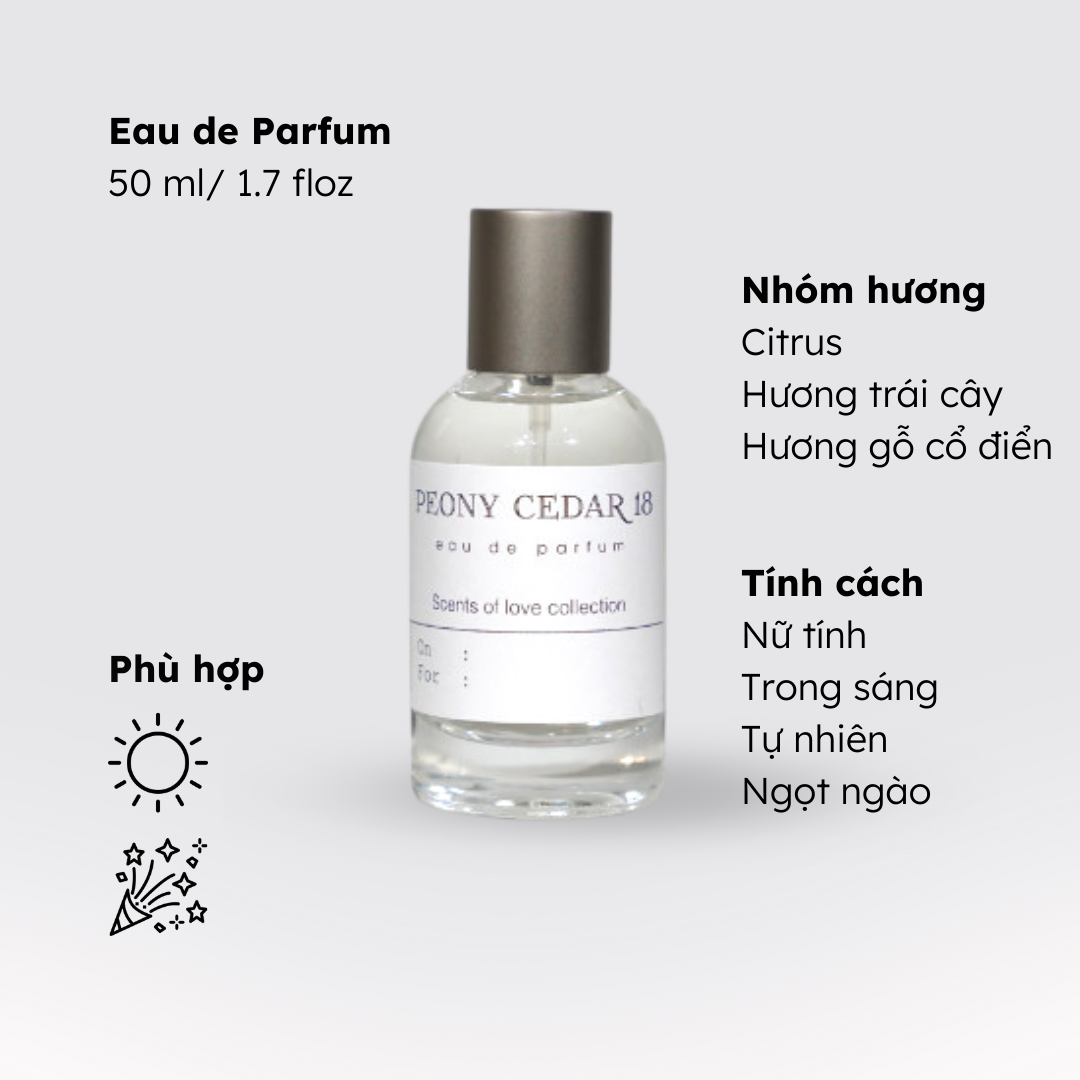 Eau de Parfum
50 ml/ 1.7 floz
Nhóm hương
Citrus
Hương trái cây
Hương gỗ cổ điển
PEONY CEDAR 18
eau de parfum
Scents of love collection
On :
For :
Tính cách
Nữ tính
Trong sáng
Tự nhiên
Ngọt ngào
Phù hợp